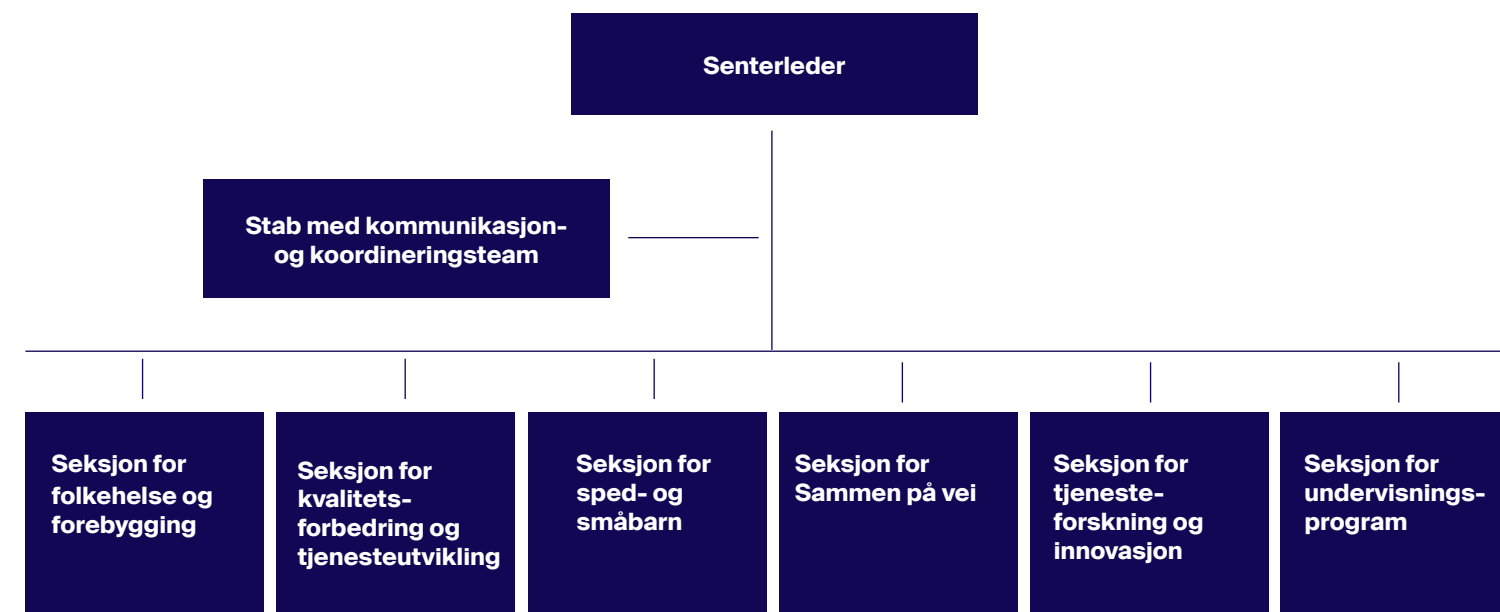 Senterleder
Stab med kommunikasjon-
og koordineringsteam
Seksjon for
folkehelse og
forebygging
Seksjon for
kvalitets-
forbedring og
tjenesteutvikling
Seksjon for
sped- og
småbarn
Seksjon for
Sammen på vei
Seksjon for
tjeneste-
forskning og
innovasjon
Seksjon for
undervisnings-
program